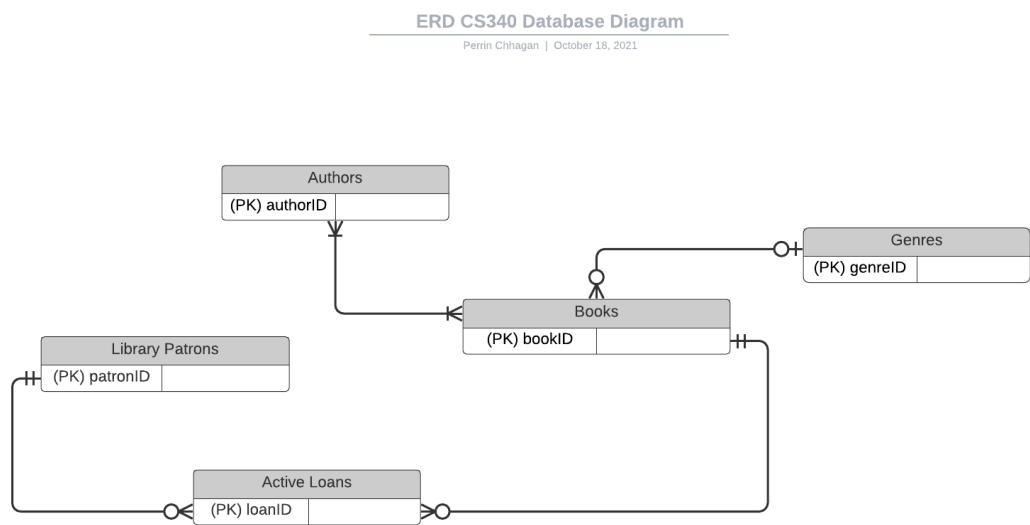 ERD CS340 Database Diagram
Perrin Chhagan | October 18, 2021
Authors
(PK) authorID
Genres
(PK) genreID
Books
(PK) bookID
Library Patrons
(PK) patronID
Active Loans
(PK) loanID